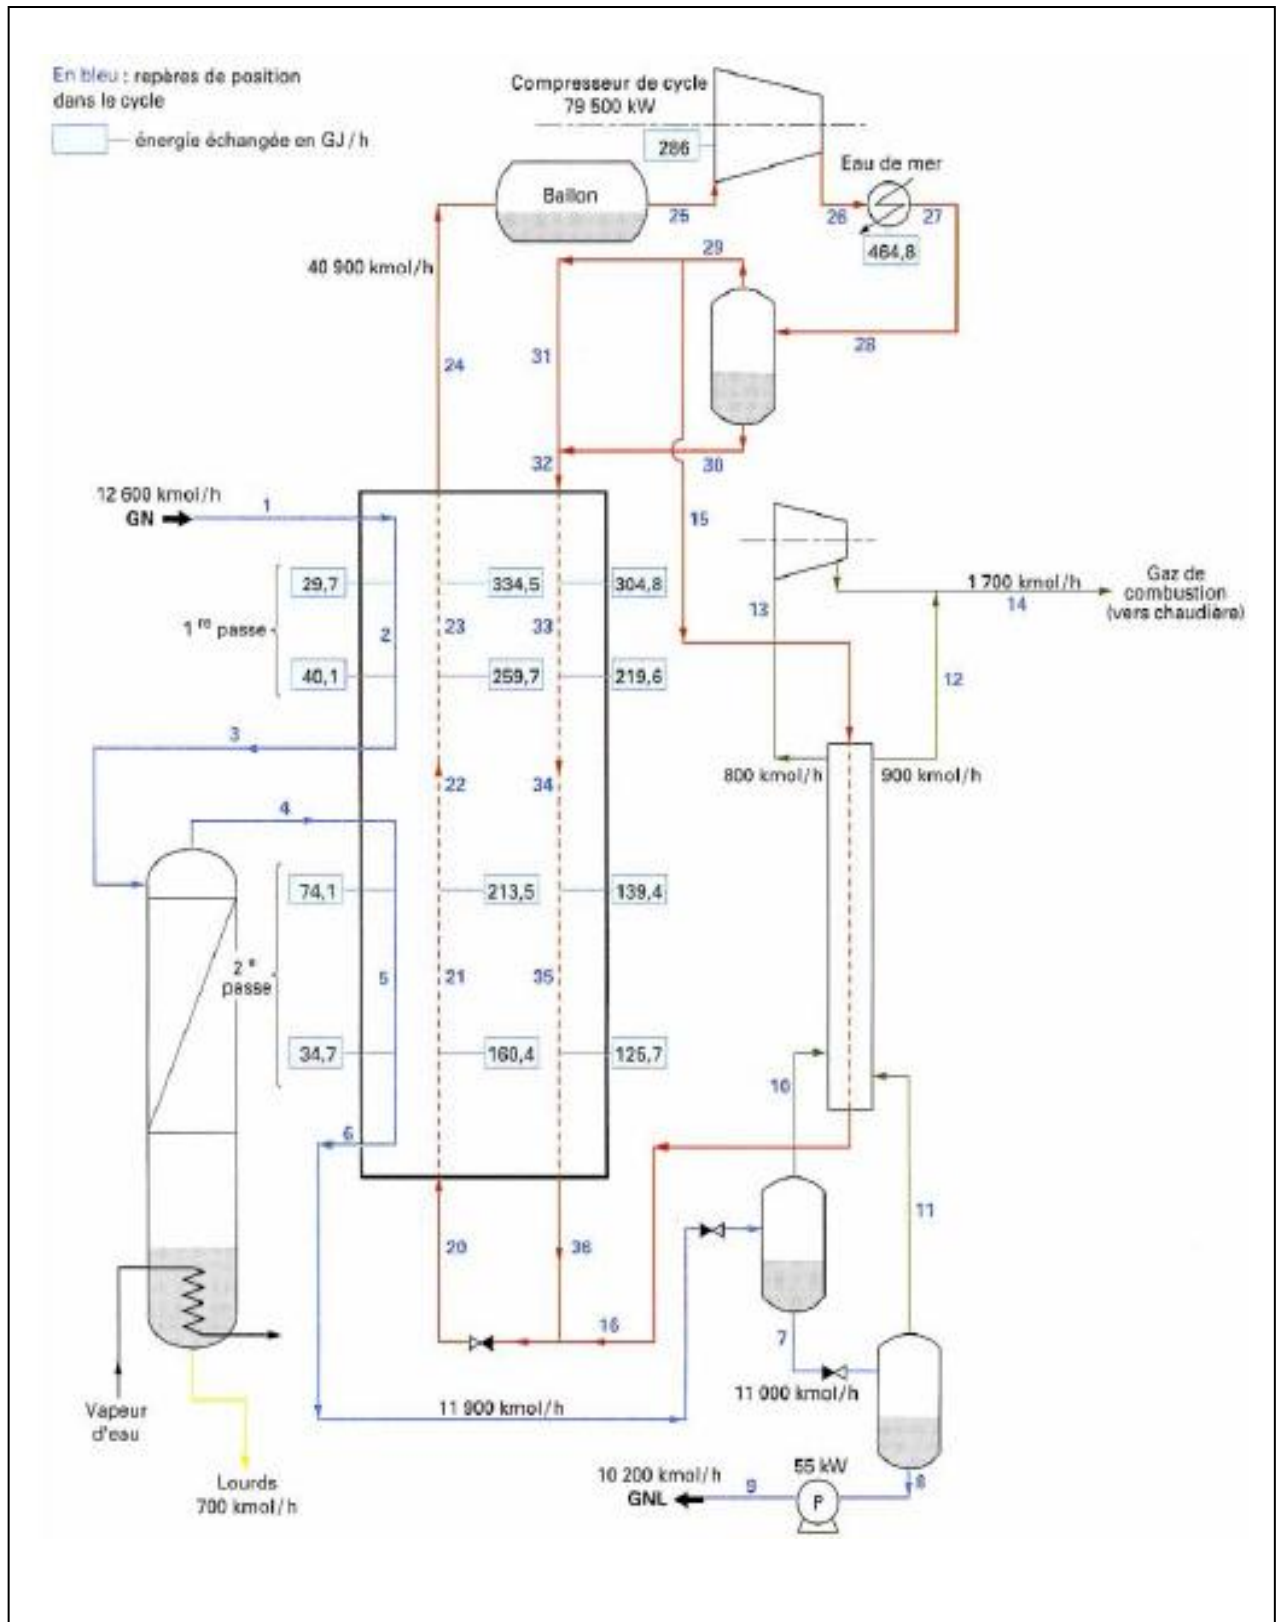 En bleu : repères de position
dans le cycle
énergie échangée en GJ / h
Compresseur de cycle
79 500 kW
286
Eau de mer
Ballon
25
26
27
464,8
29
40 900 kmol/h
28
24
31
30
32
12 600 kmol/h
GN
1
15
29,7
334,5
304,8
1 700 kmol/h
14
Gaz de
combustion
(vers chaudière)
13
1 re passe
2
23
33
40,1
259,7
219,6
12
3
800 kmol/h
900 kmol/h
22
34
4
74,1
213,5
139,4
2 e
passe
5
21
35
34,7
160,4
125,7
10
6
11
20
36
16
7
11 000 kmol/h
Vapeur
d'eau
11 900 kmol/h
Lourds
700 kmol/h
10 200 kmol/h
GNL
9
55 kW
P
8